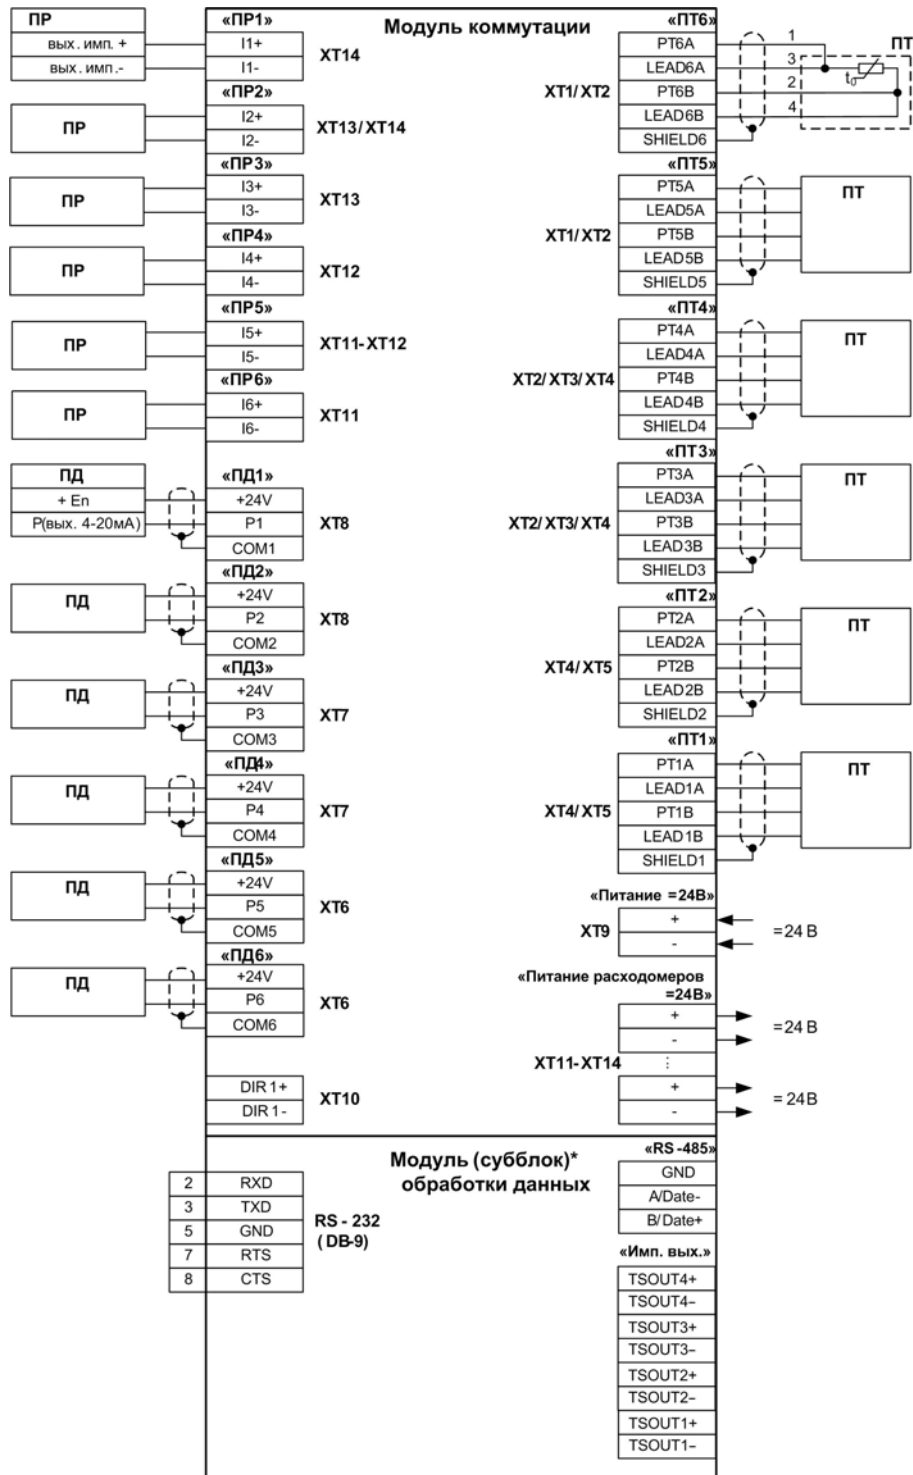 Модуль коммутации
ПР
вых. имп. +
вых. имп.-
«ПР1»
I1+
I1-
XT14
ПР
«ПР2»
I2+
I2-
XT13/XT14
ПР
«ПР3»
I3+
I3-
XT13
ПР
«ПР4»
I4+
I4-
XT12
ПР
«ПР5»
I5+
I5-
XT11-XT12
ПР
«ПР6»
I6+
I6-
XT11
ПД
+ En
P(вых. 4-20мА)
«ПД1»
+24V
P1
COM1
XT8
ПД
«ПД2»
+24V
P2
COM2
XT8
ПД
«ПД3»
+24V
P3
COM3
XT7
ПД
«ПД4»
+24V
P4
COM4
XT7
ПД
«ПД5»
+24V
P5
COM5
XT6
ПД
«ПД6»
+24V
P6
COM6
XT6
DIR 1+
DIR 1-
XT10
«ПТ6»
PT6A
LEAD6A
PT6B
LEAD6B
SHIELD6
XT1/XT2
1
3
2
4
t₀
ПТ
«ПТ5»
PT5A
LEAD5A
PT5B
LEAD5B
SHIELD5
XT1/XT2
ПТ
«ПТ4»
PT4A
LEAD4A
PT4B
LEAD4B
SHIELD4
XT2/XT3/XT4
ПТ
«ПТ3»
PT3A
LEAD3A
PT3B
LEAD3B
SHIELD3
XT2/XT3/XT4
ПТ
«ПТ2»
PT2A
LEAD2A
PT2B
LEAD2B
SHIELD2
XT4/XT5
ПТ
«ПТ1»
PT1A
LEAD1A
PT1B
LEAD1B
SHIELD1
XT4/XT5
ПТ
«Питание =24В»
XT9
+
-
=24 В
«Питание расходомеров
=24В»
+
-
=24 В
XT11-XT14
⋮
+
-
= 24В
Модуль (субблок)*
обработки данных
2 RXD
3 TXD
5 GND
7 RTS
8 CTS
RS - 232
( DB-9)
«RS -485»
GND
A/Date-
B/Date+
«Имп. вых.»
TSOUT4+
TSOUT4–
TSOUT3+
TSOUT3–
TSOUT2+
TSOUT2–
TSOUT1+
TSOUT1–